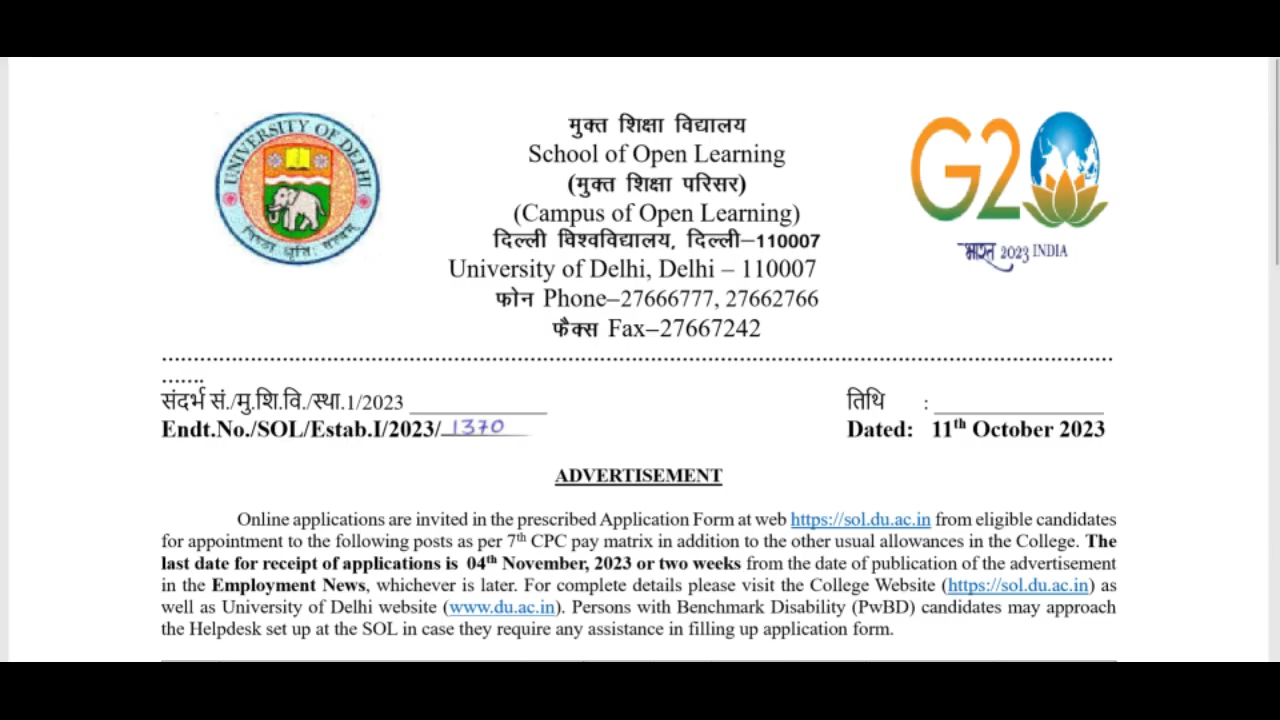 मुक्त शिक्षा विद्यालय
School of Open Learning
(मुक्त शिक्षा परिसर)
(Campus of Open Learning)
दिल्ली विश्वविद्यालय, दिल्ली–110007
University of Delhi, Delhi – 110007
फोन Phone–27666777, 27662766
फैक्स Fax–27667242
UNIVERSITY OF DELHI
निष्ठा धृति: सत्यम्
G20
भारत 2023 INDIA
संदर्भ सं./मु.शि.वि./स्था.1/2023 ______________
तिथि : _________________
Endt.No./SOL/Estab.I/2023/ 1370
Dated: 11th October 2023
ADVERTISEMENT
Online applications are invited in the prescribed Application Form at web https://sol.du.ac.in from eligible candidates
for appointment to the following posts as per 7th CPC pay matrix in addition to the other usual allowances in the College. The
last date for receipt of applications is 04th November, 2023 or two weeks from the date of publication of the advertisement
in the Employment News, whichever is later. For complete details please visit the College Website (https://sol.du.ac.in) as
well as University of Delhi website (www.du.ac.in). Persons with Benchmark Disability (PwBD) candidates may approach
the Helpdesk set up at the SOL in case they require any assistance in filling up application form.